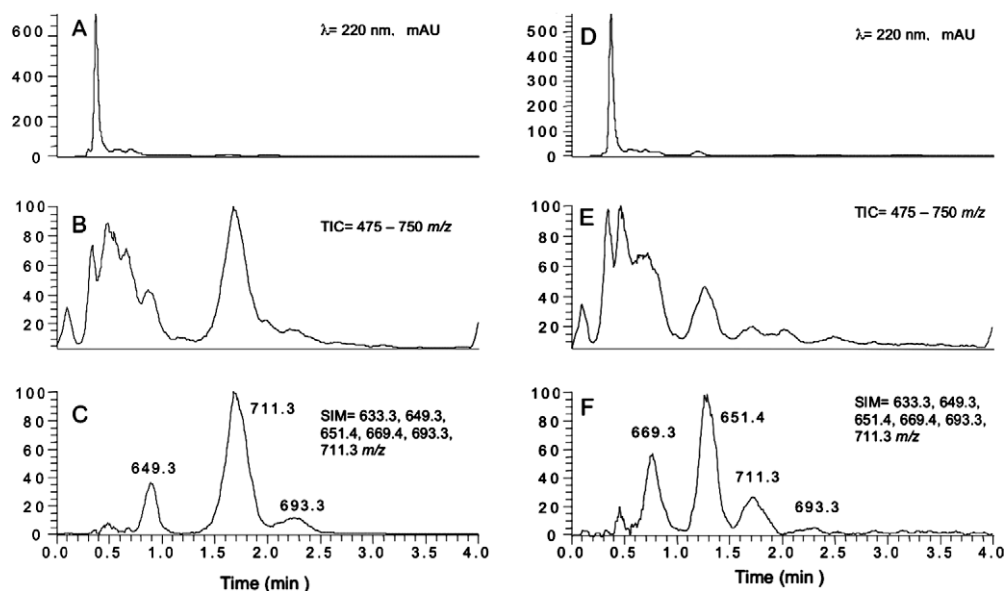 A
λ= 220 nm, mAU
600
400
200
0
B
TIC= 475 – 750 m/z
100
80
60
40
20
C
SIM= 633.3, 649.3,
651.4, 669.4, 693.3,
711.3 m/z
100
80
60
40
20
0
649.3
711.3
693.3
0.0 0.5 1.0 1.5 2.0 2.5 3.0 3.5 4.0
Time (min )
D
λ= 220 nm, mAU
500
400
300
200
100
0
E
TIC= 475 – 750 m/z
100
80
60
40
20
F
SIM= 633.3, 649.3,
651.4, 669.4, 693.3,
711.3 m/z
100
80
60
40
20
0
669.3
651.4
711.3
693.3
0.0 0.5 1.0 1.5 2.0 2.5 3.0 3.5 4.0
Time (min)